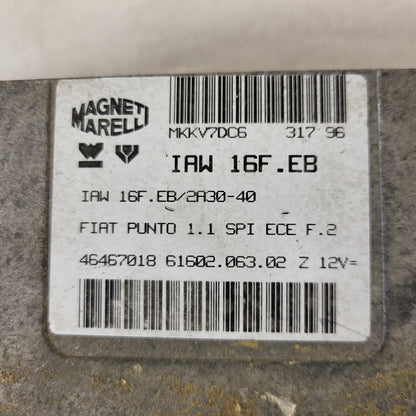 MAGNETI
MARELLI
MKKV7DC6 317 96
IAW 16F.EB
IAW 16F.EB/2A30-40
FIAT PUNTO 1.1 SPI ECE F.2
46467018 61602.063.02 Z 12V=